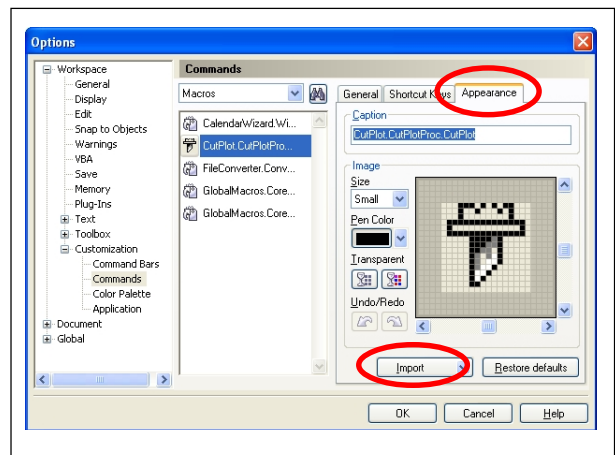 Options
Workspace
General
Display
Edit
Snap to Objects
Warnings
VBA
Save
Memory
Plug-Ins
Text
Toolbox
Customization
Command Bars
Commands
Color Palette
Application
Document
Global
Commands
Macros
CalendarWizard.Wi...
CutPlot.CutPlotPro...
FileConverter.Conv...
GlobalMacros.Core...
GlobalMacros.Core...
General Shortcut Keys Appearance
Caption
CutPlot.CutPlotProc.CutPlot
Image
Size
Small
Pen Color
Transparent
Undo/Redo
Import Restore defaults
OK Cancel Help